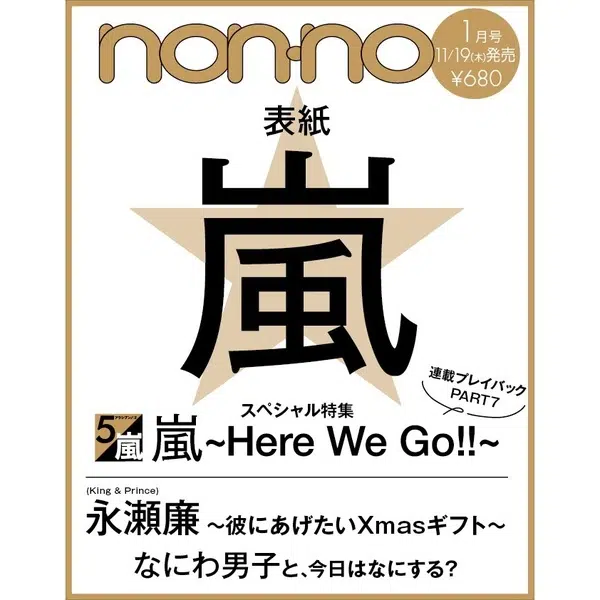 non-no
1月号
11/19(木)発売
¥680
表紙
嵐
連載プレイバック
PART7
スペシャル特集
5嵐 嵐~Here We Go!!~
(King & Prince)
永瀬廉 ~彼にあげたいXmasギフト~
なにわ男子と、今日はなにする?